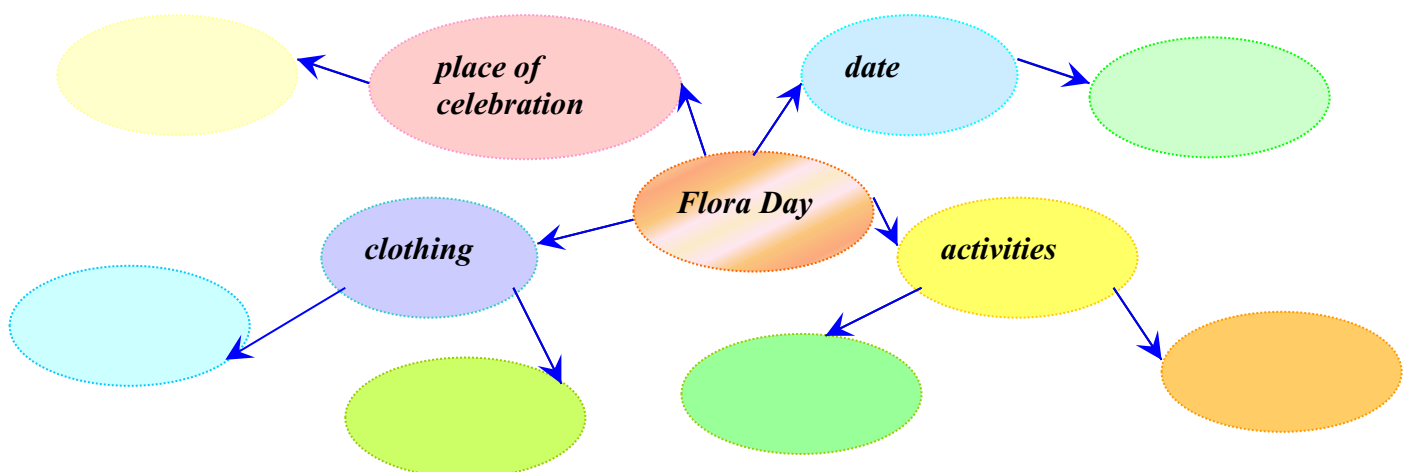 place of
celebration
date
Flora Day
clothing
activities